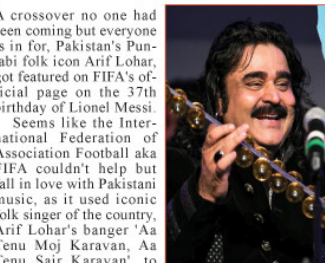 A crossover no one had
een coming but everyone
s in for, Pakistan's Pun-
abi folk icon Arif Lohar,
got featured on FIFA's of-
icial page on the 37th
irthday of Lionel Messi.
Seems like the Inter-
national Federation of
Association Football aka
FIFA couldn't help but
all in love with Pakistani
music, as it used iconic
olk singer of the country,
Arif Lohar's banger 'Aa
Tenu Moj Karavan, Aa
Tenu Sair Karavan', to